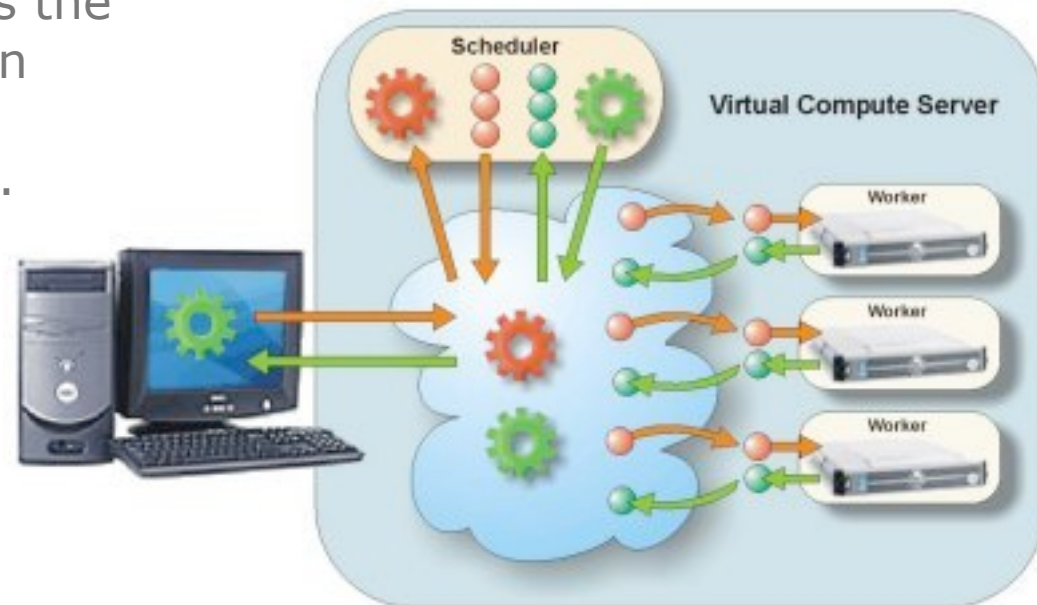 s the
n
.
Scheduler
Virtual Compute Server
Worker
Worker
Worker